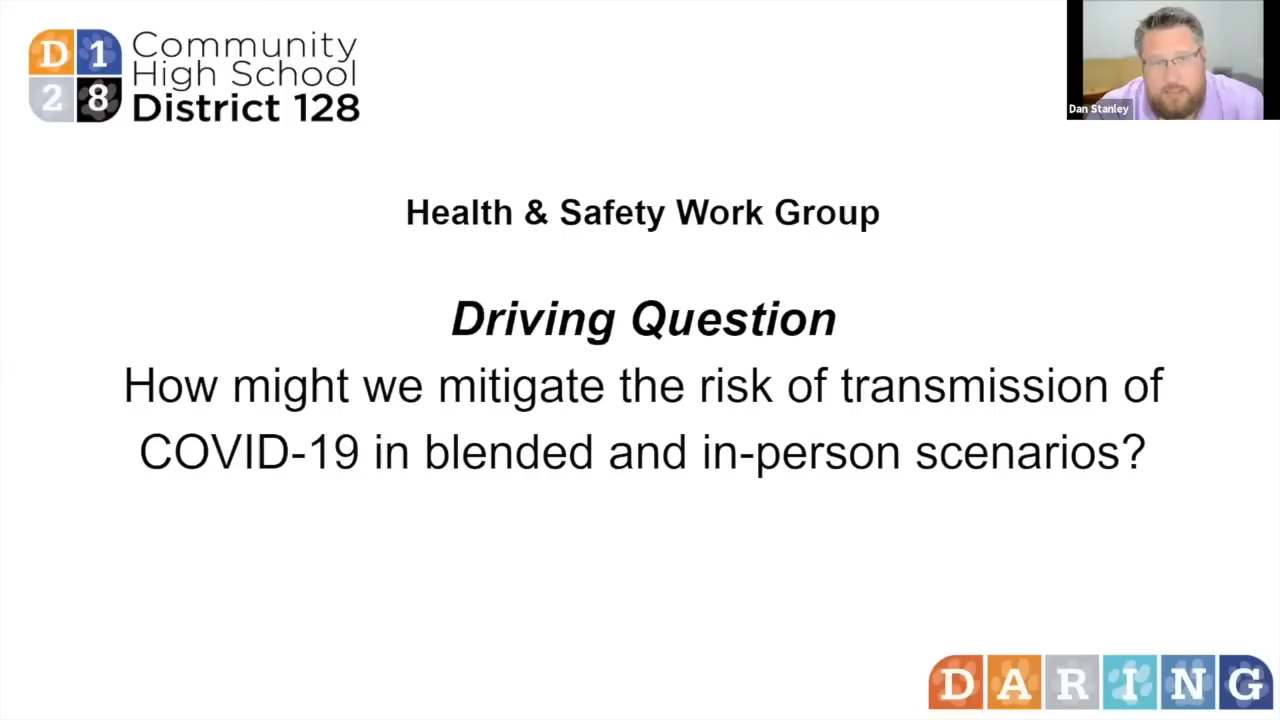 D 1
2 8
Community
High School
District 128
Dan Stanley
Health & Safety Work Group
Driving Question
How might we mitigate the risk of transmission of
COVID-19 in blended and in-person scenarios?
DARING